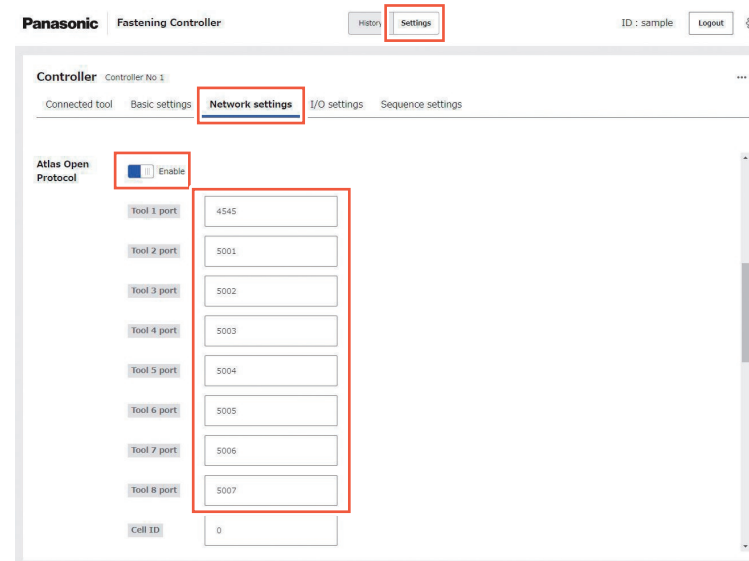 Panasonic Fastening Controller History Settings ID : sample Logout
Controller Controller No 1 ...
Connected tool Basic settings Network settings I/O settings Sequence settings
Atlas Open
Protocol
Enable
Tool 1 port 4545
Tool 2 port 5001
Tool 3 port 5002
Tool 4 port 5003
Tool 5 port 5004
Tool 6 port 5005
Tool 7 port 5006
Tool 8 port 5007
Cell ID 0